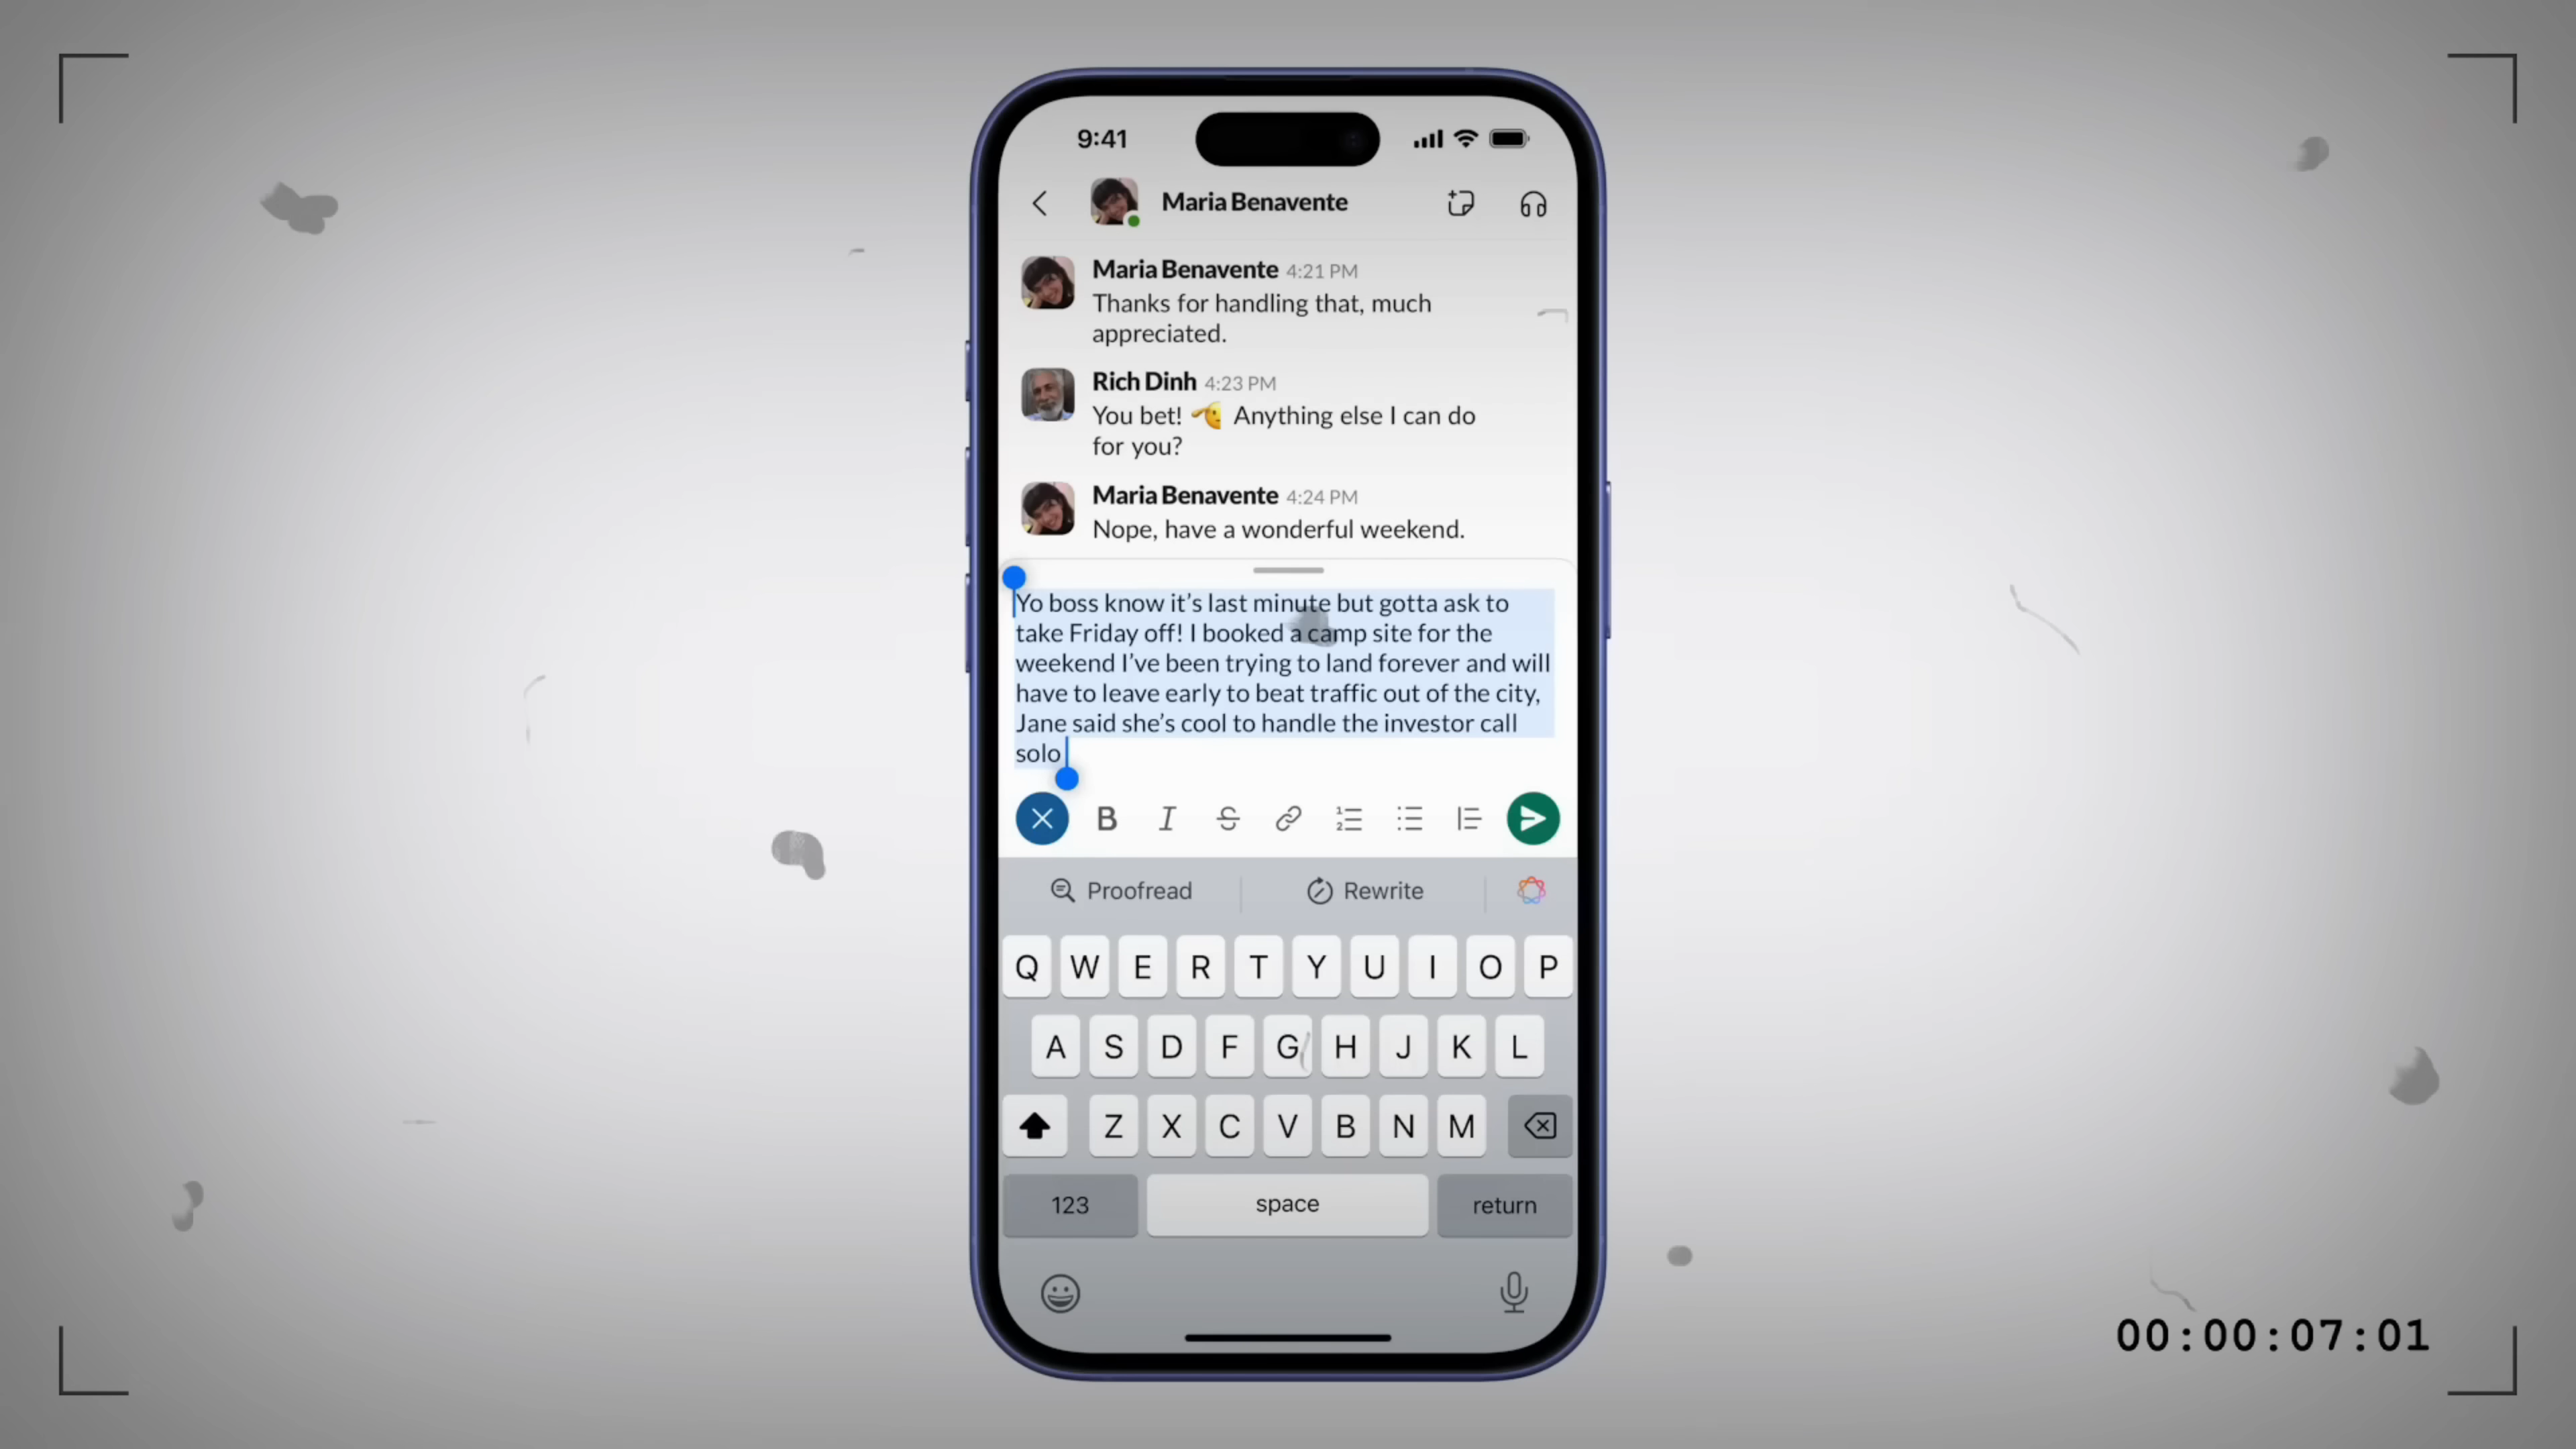 9:41
Maria Benavente
Maria Benavente 4:21 PM
Thanks for handling that, much
appreciated.
Rich Dinh 4:23 PM
You bet! 🫡 Anything else I can do
for you?
Maria Benavente 4:24 PM
Nope, have a wonderful weekend.
Yo boss know it’s last minute but gotta ask to
take Friday off! I booked a camp site for the
weekend I’ve been trying to land forever and will
have to leave early to beat traffic out of the city,
Jane said she’s cool to handle the investor call
solo
B I S
Proofread Rewrite
Q W E R T Y U I O P
A S D F G H J K L
Z X C V B N M
123 space return
00:00:07:01